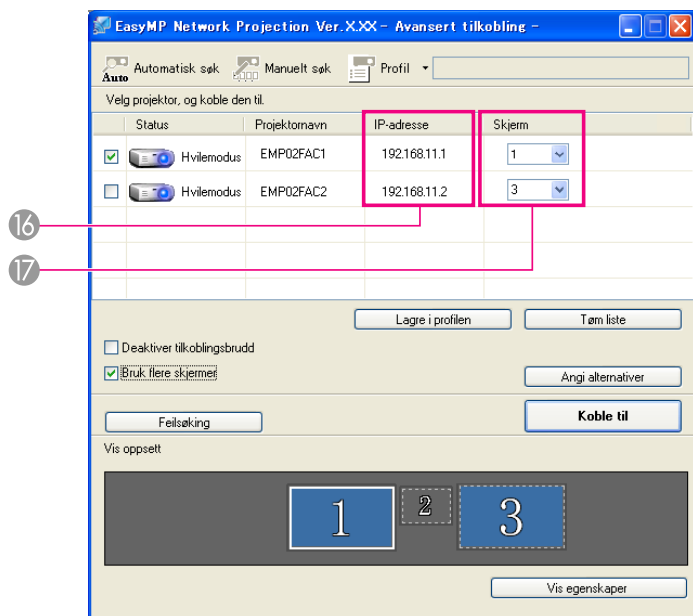 EasyMP Network Projection Ver.X.XX - Avansert tilkobling -
Auto Automatisk søk Manuelt søk Profil
Velg projektor, og koble den til.
Status Projektornavn IP-adresse Skjerm
Hvilemodus EMP02FAC1 192.168.11.1 1
Hvilemodus EMP02FAC2 192.168.11.2 3
16
17
Lagre i profilen Tøm liste
Deaktiver tilkoblingsbrudd
Bruk flere skjermer
Angi alternativer
Feilsøking Koble til
Vis oppsett
1 2 3
Vis egenskaper